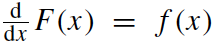 d/dx F(x) = f(x)